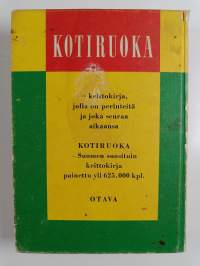 KOTIRUOKA
– keittokirja,
jolla on perinteitä
ja joka seuraa
aikaansa
KOTIRUOKA
Suomen suosituin
keittokirja
painettu yli 625.000 kpl.
OTAVA